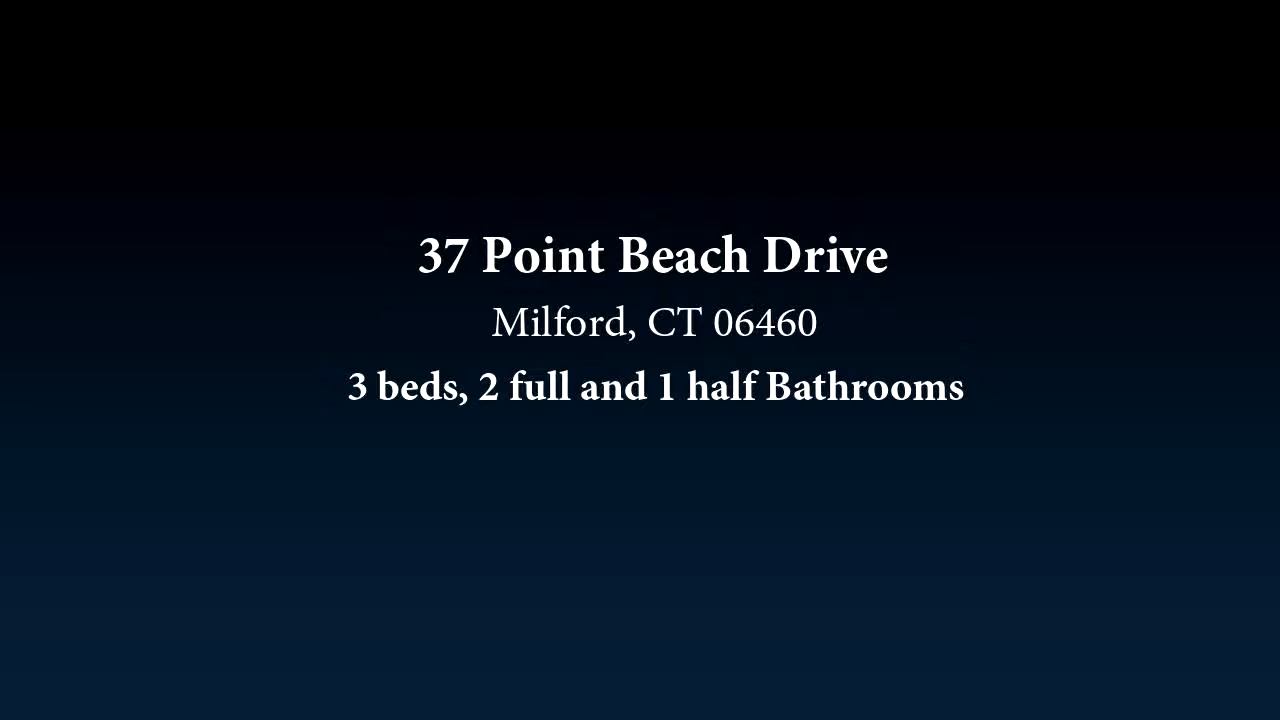 37 Point Beach Drive
Milford, CT 06460
3 beds, 2 full and 1 half Bathrooms